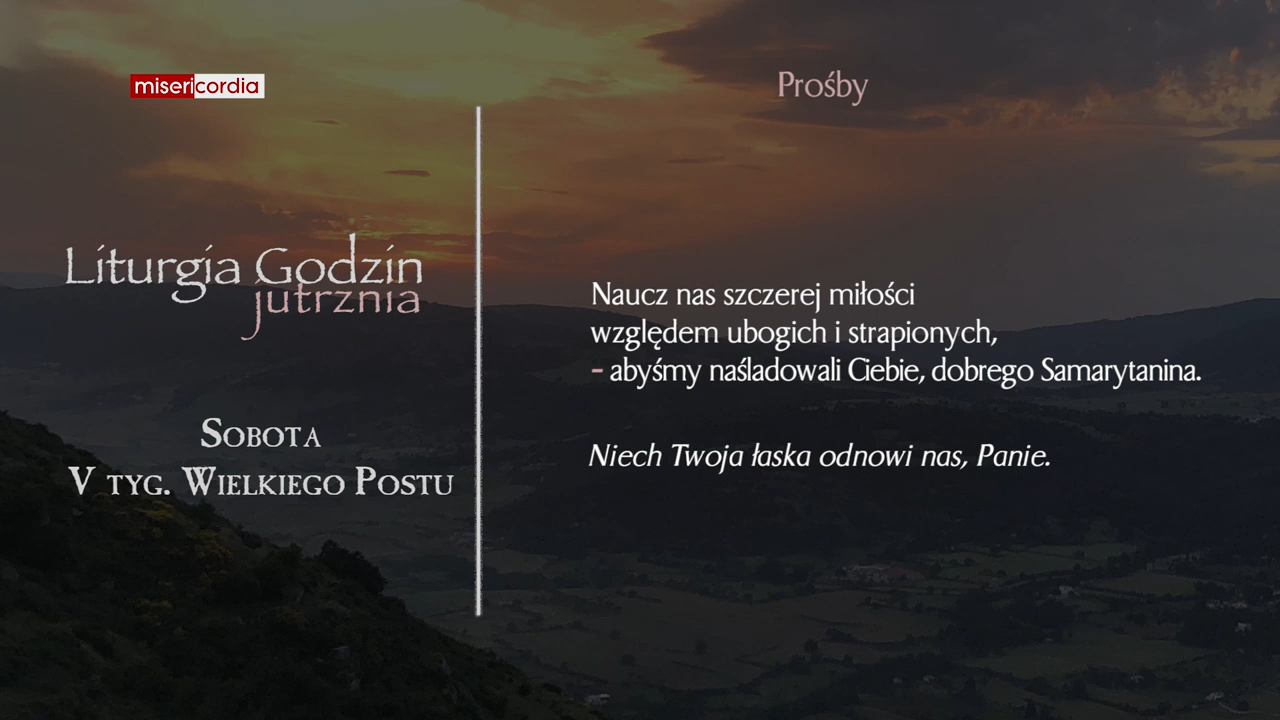 misericordia
Liturgia Godzin
jutrznia
Sobota
V tyg. Wielkiego Postu
Prośby
Naucz nas szczerej miłości
względem ubogich i strapionych,
- abyśmy naśladowali Ciebie, dobrego Samarytanina.
Niech Twoja łaska odnowi nas, Panie.